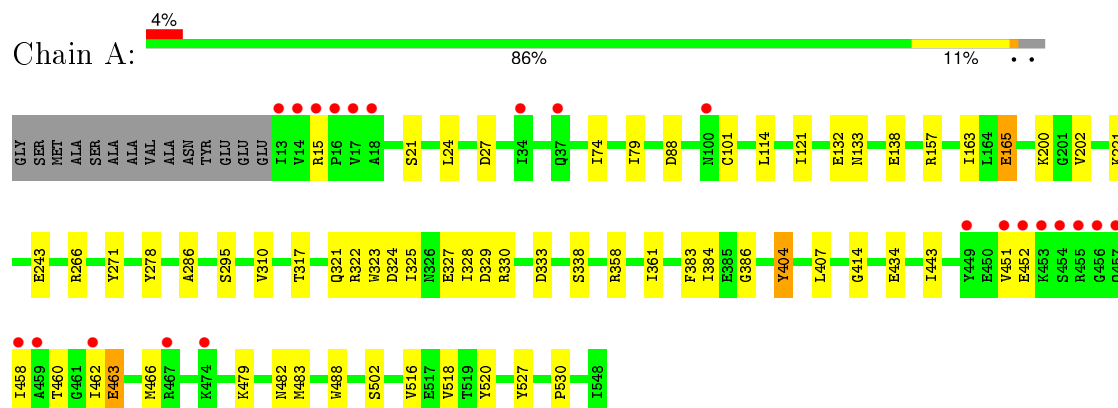 4%
Chain A:
86% 11% • •
GLY SER MET ALA SER ALA ALA VAL ALA ASN TYR GLU GLU GLU I13 V14 R15 P16 V17 A18 S21 L24 D27 I34 Q37 I74 I79 D88 N100 C101 L114 I121 E132 N133 E138 R157 I163 L164 E165 K200 G201 V202 K221
E243 R266 Y271 Y278 A286 S295 V310 T317 Q321 R322 W323 D324 I325 N326 E327 I328 D329 R330 D333 S338 R358 I361 F383 I384 E385 G386 Y404 L407 G414 E434 I443 Y449 E450 V451 E452 K453 S454 R455 G456 Q457
I458 A459 T460 G461 I462 E463 M466 R467 K474 K479 N482 M483 W488 S502 V516 E517 V518 T519 Y520 Y527 P530 I548